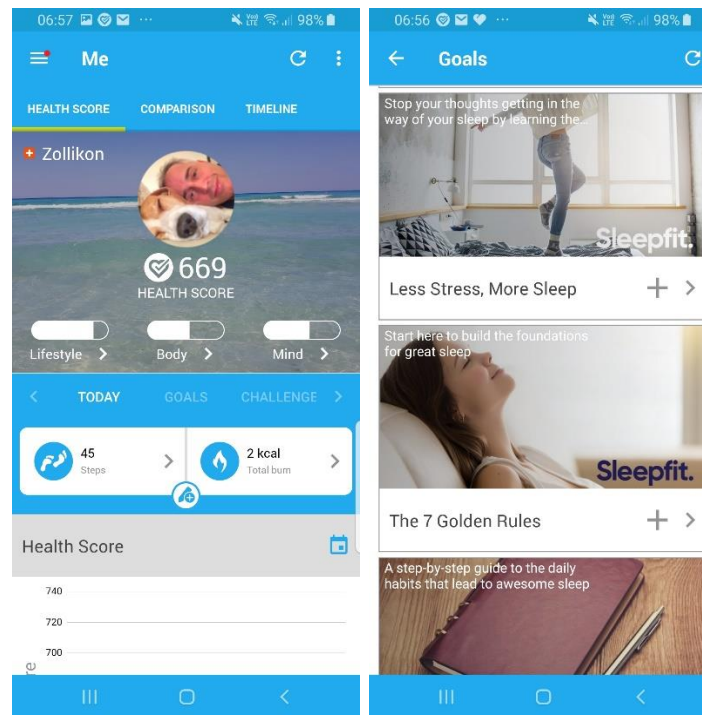 06:57
98%
Me
HEALTH SCORE COMPARISON TIMELINE
Zollikon
669
HEALTH SCORE
Lifestyle Body Mind
TODAY GOALS CHALLENGE
45
Steps
2 kcal
Total burn
Health Score
740
720
700
06:56
98%
Goals
Stop your thoughts getting in the
way of your sleep by learning the...
Sleepfit.
Less Stress, More Sleep
Start here to build the foundations
for great sleep
Sleepfit.
The 7 Golden Rules
A step-by-step guide to the daily
habits that lead to awesome sleep